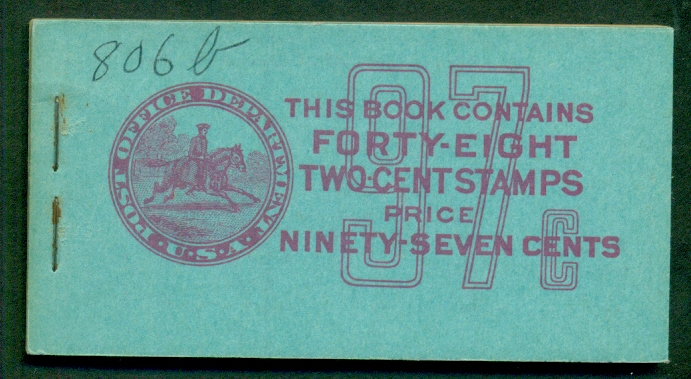 806b
POST OFFICE DEPARTMENT
U.S.A.
THIS BOOK CONTAINS
FORTY-EIGHT
TWO-CENT STAMPS
PRICE
NINETY-SEVEN CENTS
97c